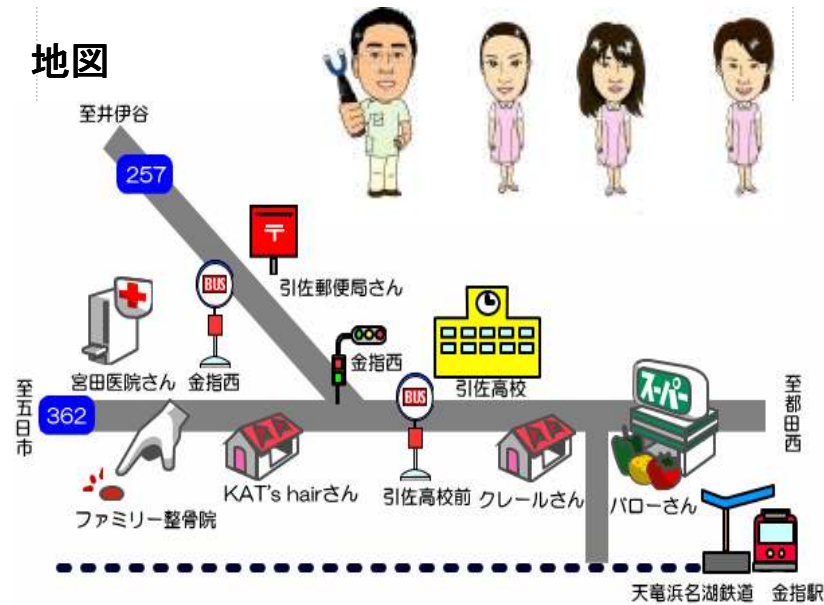 地図
至井伊谷
257
〒
BUS
引佐郵便局さん
宮田医院さん
金指西
金指西
引佐高校
スーパー
至五日市
362
BUS
至都田西
KAT's hairさん
引佐高校前
クレールさん
バローさん
ファミリー整骨院
天竜浜名湖鉄道
金指駅